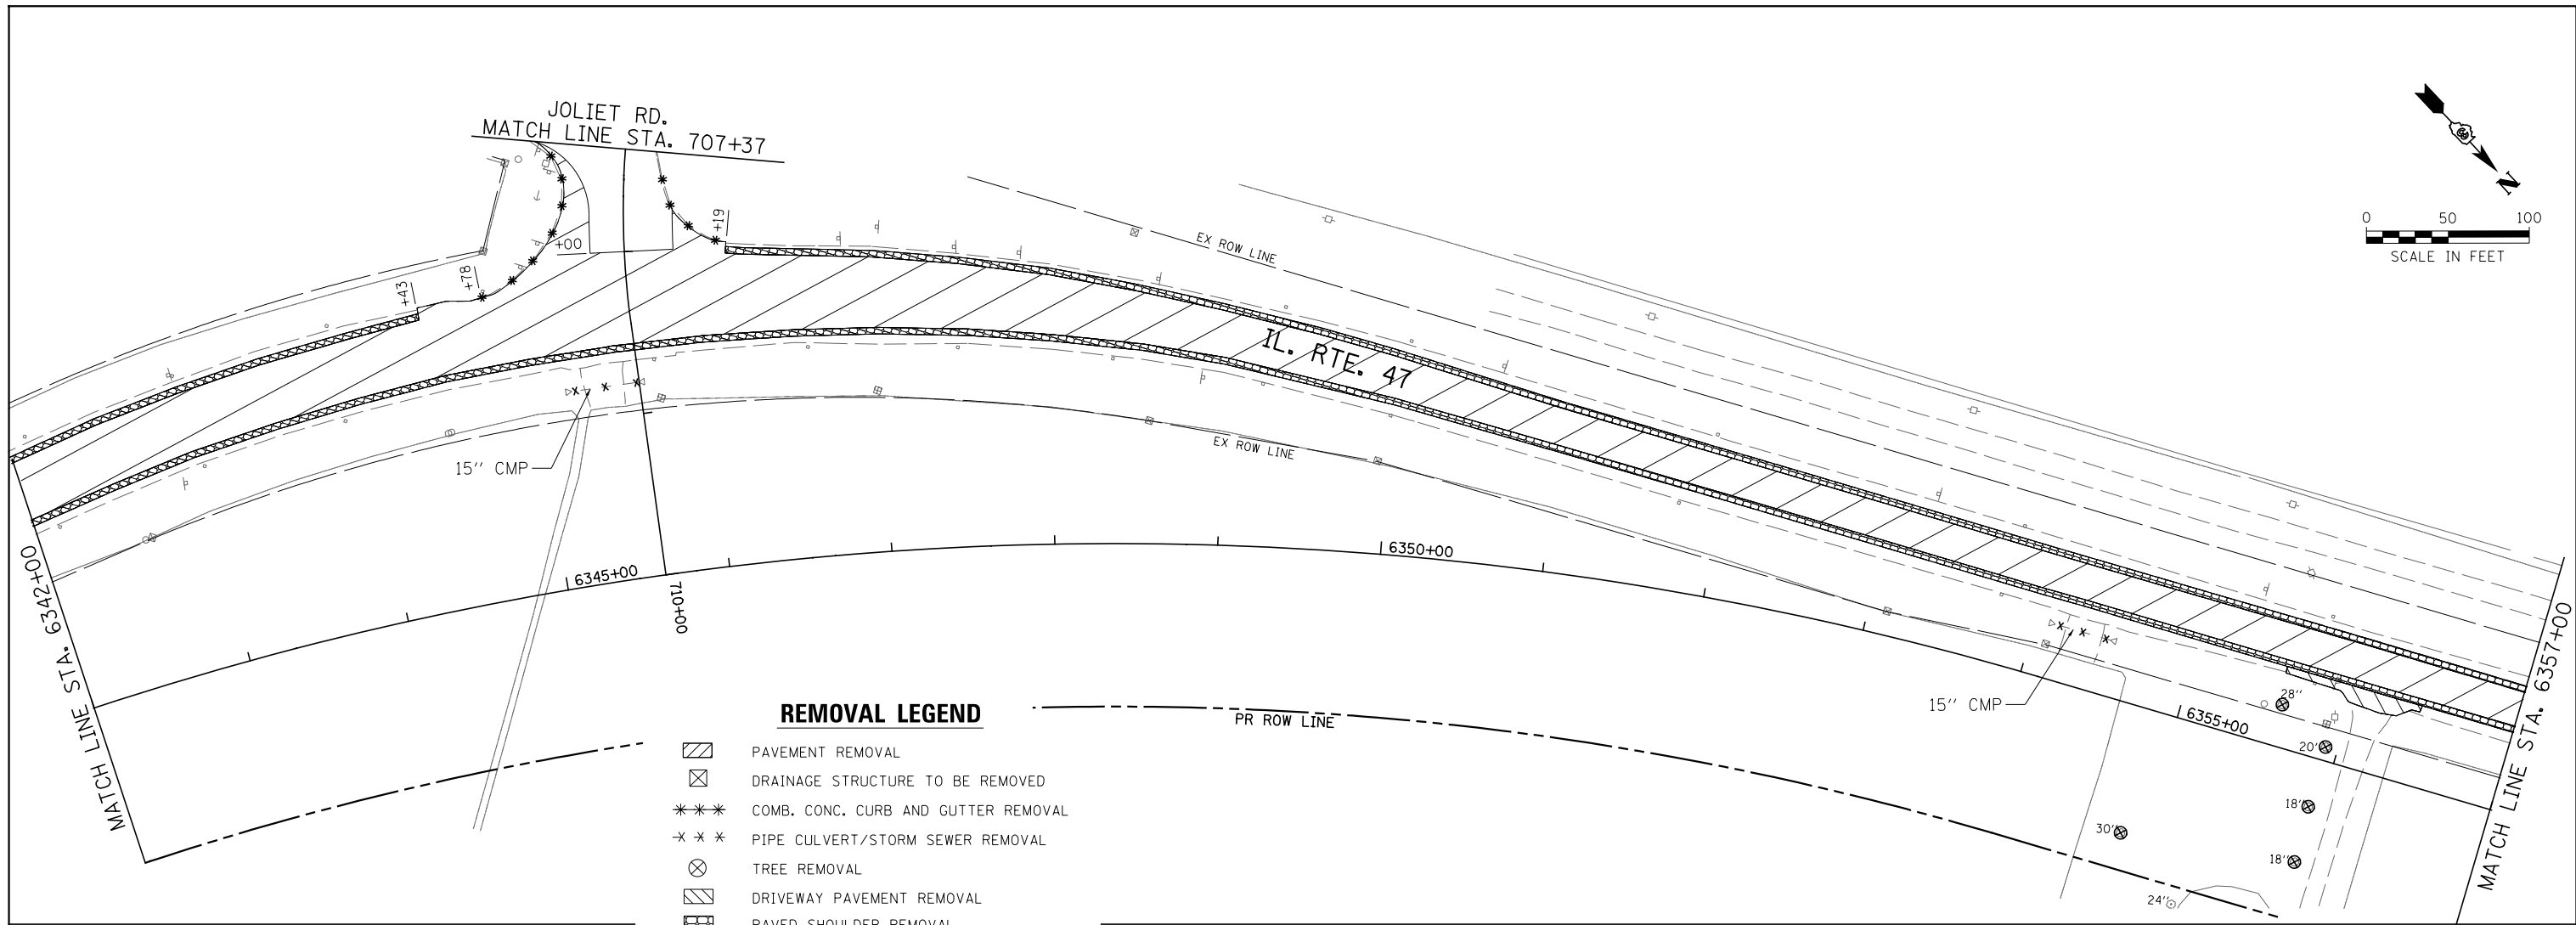 JOLIET RD.
MATCH LINE STA. 707+37
N
0 50 100
SCALE IN FEET
+19
+00
+78
+43
EX ROW LINE
IL. RTE. 47
EX ROW LINE
15'' CMP
6350+00
6345+00
710+00
MATCH LINE STA. 6342+00
MATCH LINE STA. 6357+00
15'' CMP
6355+00
28''
20''
18''
30''
18''
24''
PR ROW LINE
REMOVAL LEGEND
PAVEMENT REMOVAL
DRAINAGE STRUCTURE TO BE REMOVED
COMB. CONC. CURB AND GUTTER REMOVAL
PIPE CULVERT/STORM SEWER REMOVAL
TREE REMOVAL
DRIVEWAY PAVEMENT REMOVAL
PAVED SHOULDER REMOVAL